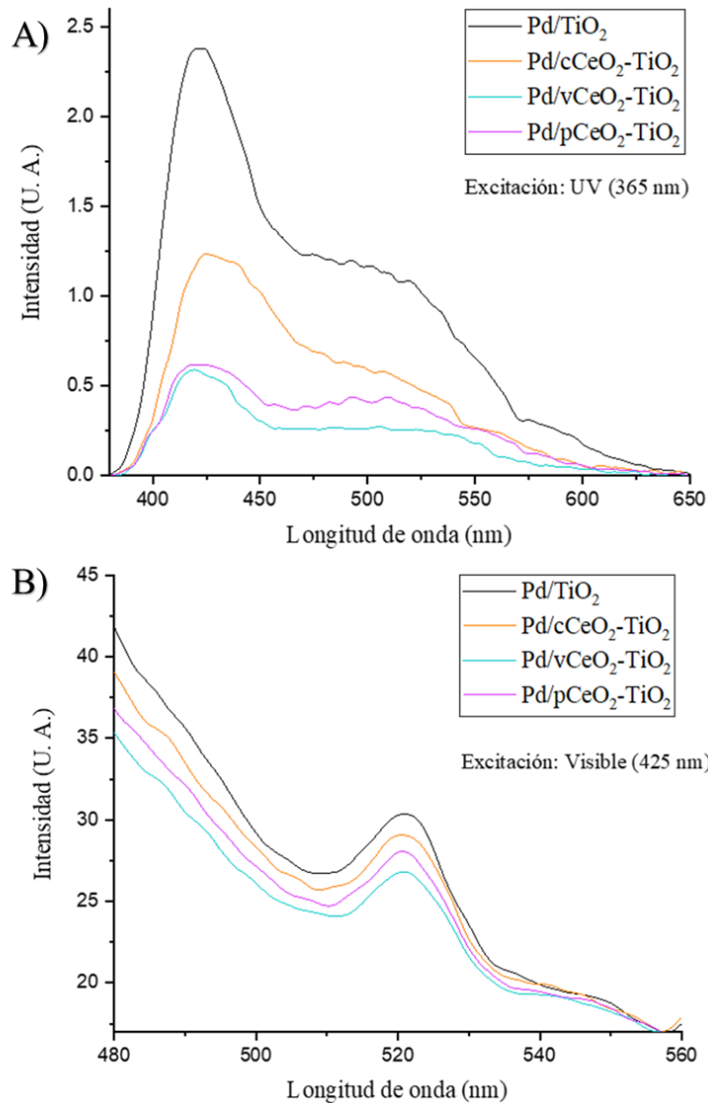 A)
Pd/TiO₂
Pd/cCeO₂-TiO₂
Pd/vCeO₂-TiO₂
Pd/pCeO₂-TiO₂
Excitación: UV (365 nm)
Intensidad (U. A.)
2.5
2.0
1.5
1.0
0.5
0.0
400 450 500 550 600 650
Longitud de onda (nm)
B)
Pd/TiO₂
Pd/cCeO₂-TiO₂
Pd/vCeO₂-TiO₂
Pd/pCeO₂-TiO₂
Excitación: Visible (425 nm)
Intensidad (U. A.)
45
40
35
30
25
20
480 500 520 540 560
Longitud de onda (nm)